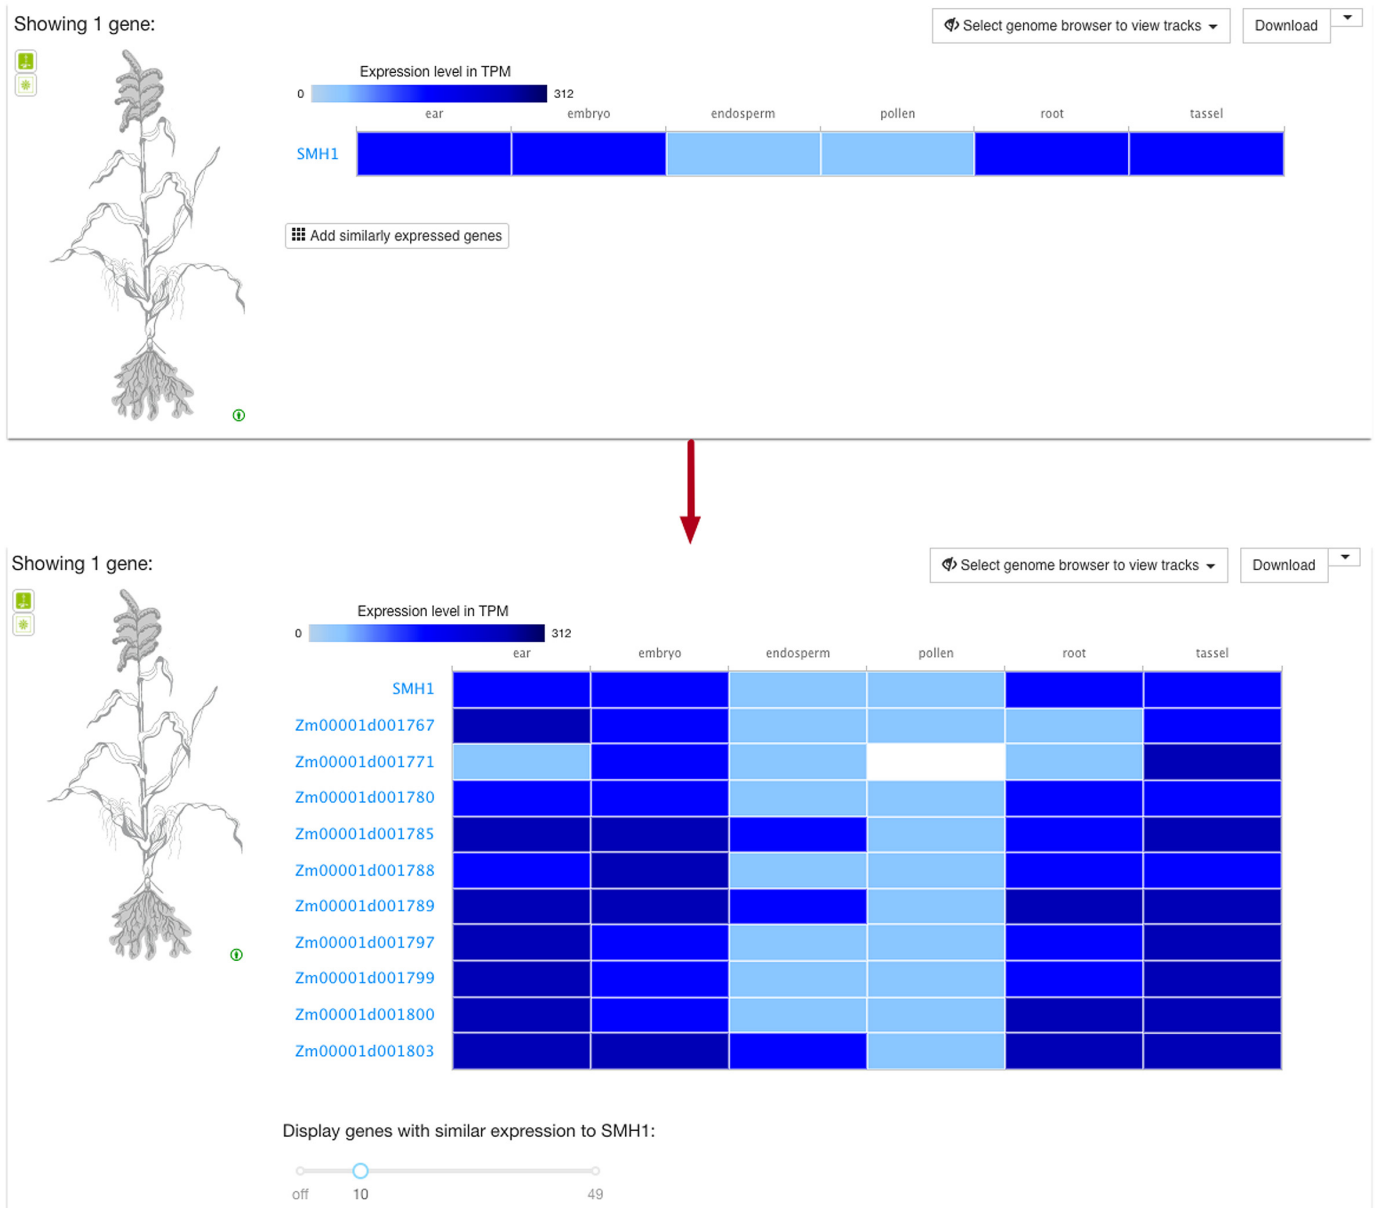 Showing 1 gene:
Select genome browser to view tracks
Download
Expression level in TPM
0 312
ear embryo endosperm pollen root tassel
SMH1
Add similarly expressed genes
Showing 1 gene:
Select genome browser to view tracks
Download
Expression level in TPM
0 312
ear embryo endosperm pollen root tassel
SMH1
Zm00001d001767
Zm00001d001771
Zm00001d001780
Zm00001d001785
Zm00001d001788
Zm00001d001789
Zm00001d001797
Zm00001d001799
Zm00001d001800
Zm00001d001803
Display genes with similar expression to SMH1:
off 10 49